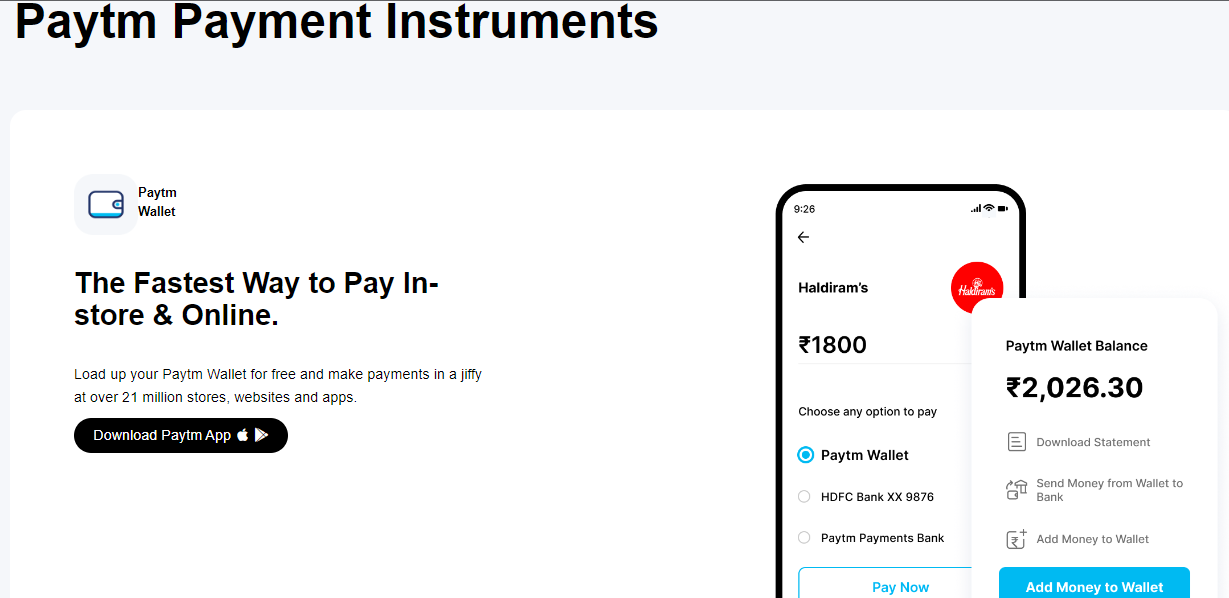 Paytm Payment Instruments
Paytm
Wallet
The Fastest Way to Pay In-
store & Online.
Load up your Paytm Wallet for free and make payments in a jiffy
at over 21 million stores, websites and apps.
Download Paytm App
9:26
Haldiram's
Haldiram's
₹1800
Choose any option to pay
Paytm Wallet
HDFC Bank XX 9876
Paytm Payments Bank
Pay Now
Paytm Wallet Balance
₹2,026.30
Download Statement
Send Money from Wallet to
Bank
Add Money to Wallet
Add Money to Wallet